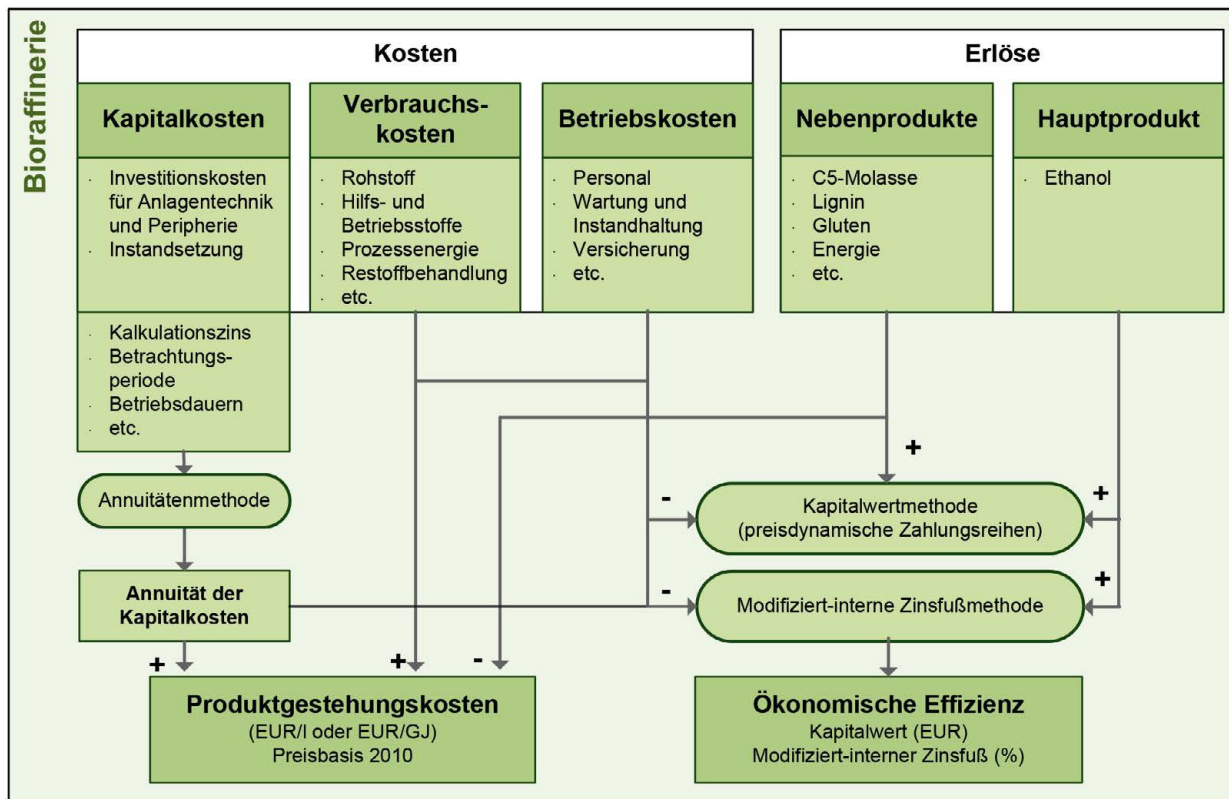 Bioraffinerie
Kosten
Erlöse
Kapitalkosten
· Investitionskosten
für Anlagentechnik
und Peripherie
· Instandsetzung
· Kalkulationszins
· Betrachtungs-
periode
· Betriebsdauern
· etc.
Verbrauchs-
kosten
· Rohstoff
· Hilfs- und
Betriebsstoffe
· Prozessenergie
· Restoffbehandlung
· etc.
Betriebskosten
· Personal
· Wartung und
Instandhaltung
· Versicherung
· etc.
Nebenprodukte
· C5-Molasse
· Lignin
· Gluten
· Energie
· etc.
Hauptprodukt
· Ethanol
Annuitätenmethode
Annuität der
Kapitalkosten
+
-
+
Kapitalwertmethode
(preisdynamische Zahlungsreihen)
+
-
Modifiziert-interne Zinsfußmethode
+
+
+
-
Produktgestehungskosten
(EUR/l oder EUR/GJ)
Preisbasis 2010
Ökonomische Effizienz
Kapitalwert (EUR)
Modifiziert-interner Zinsfuß (%)